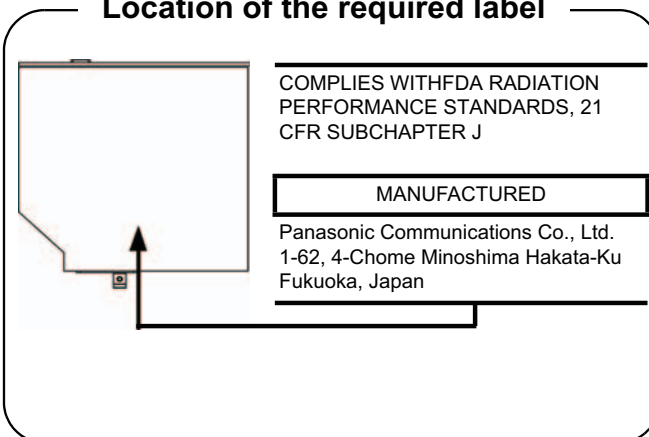 Location of the required label
COMPLIES WITHFDA RADIATION
PERFORMANCE STANDARDS, 21
CFR SUBCHAPTER J
MANUFACTURED
Panasonic Communications Co., Ltd.
1-62, 4-Chome Minoshima Hakata-Ku
Fukuoka, Japan